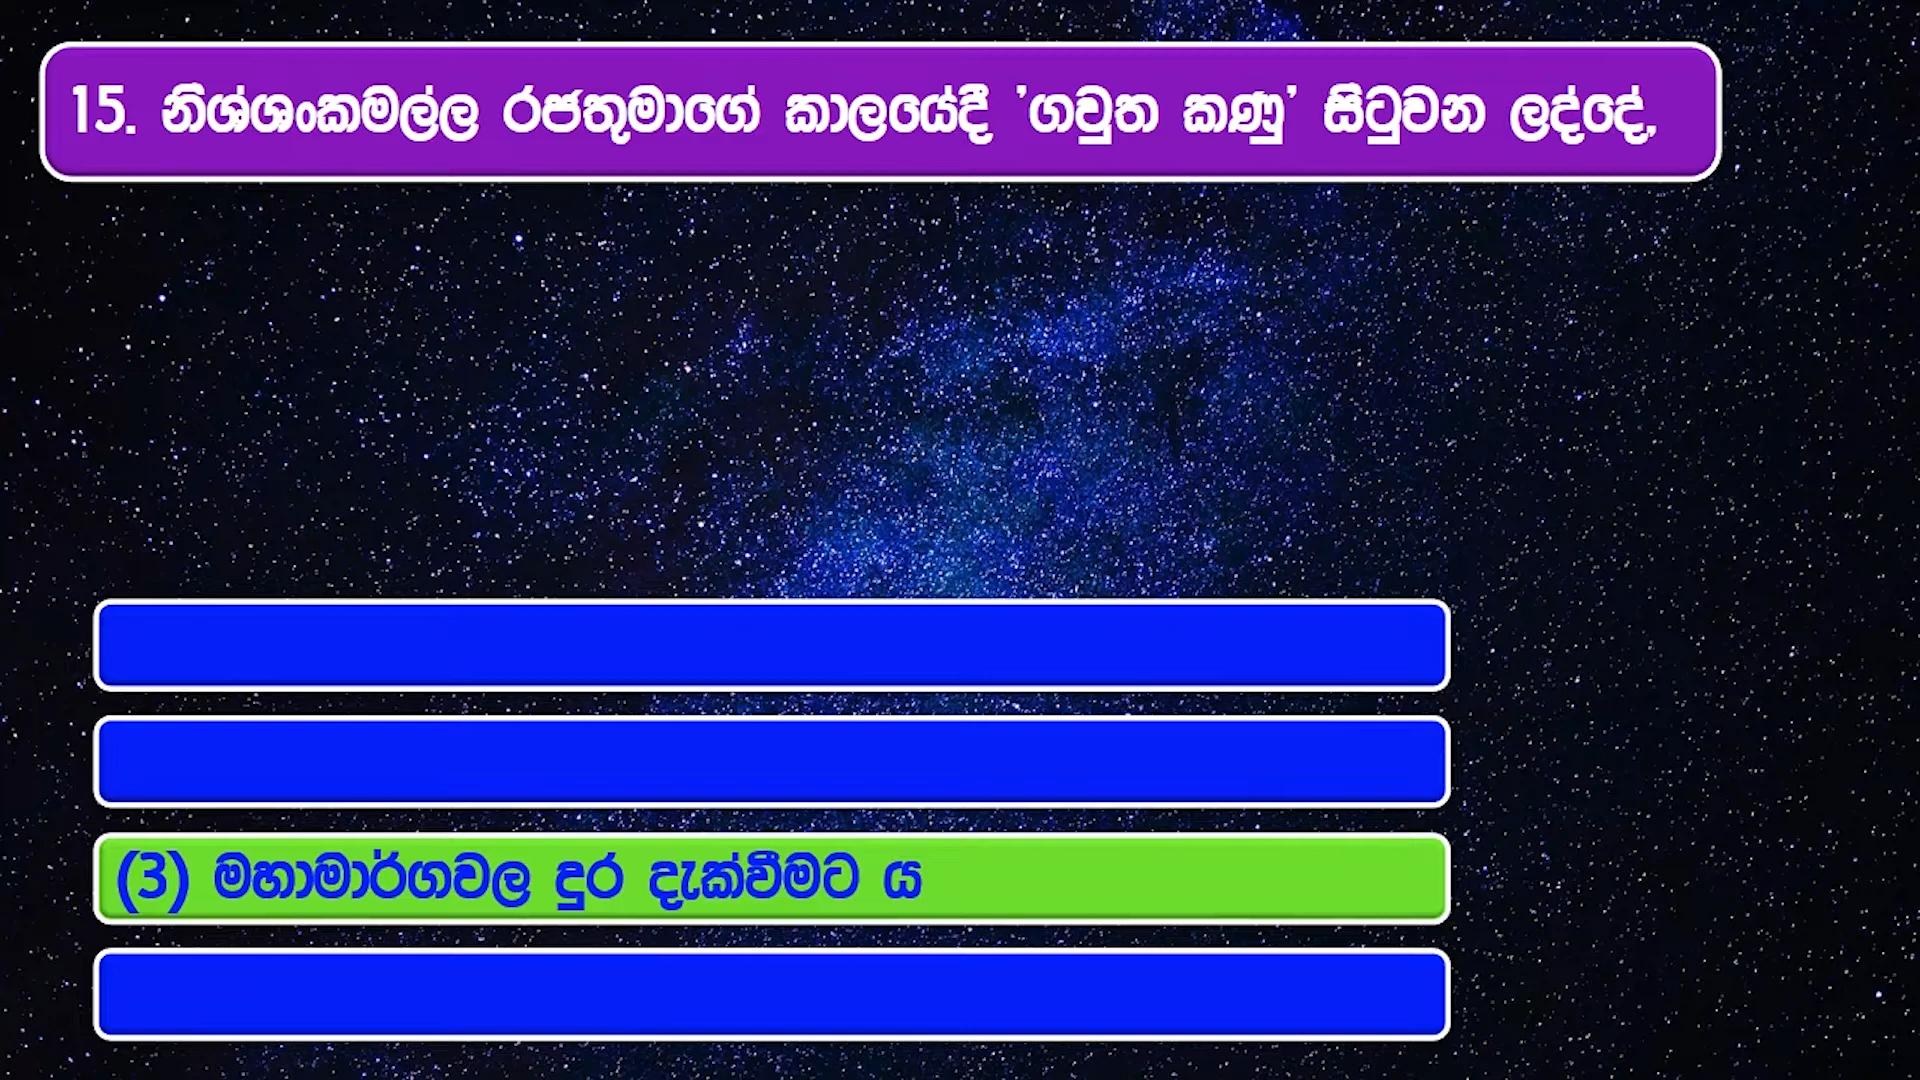 15. නිශ්ශංකමල්ල රජතුමාගේ කාලයේදී 'ගවුත කණු' සිටුවන ලද්දේ,
(3) මහාමාර්ගවල දුර දැක්වීමට ය